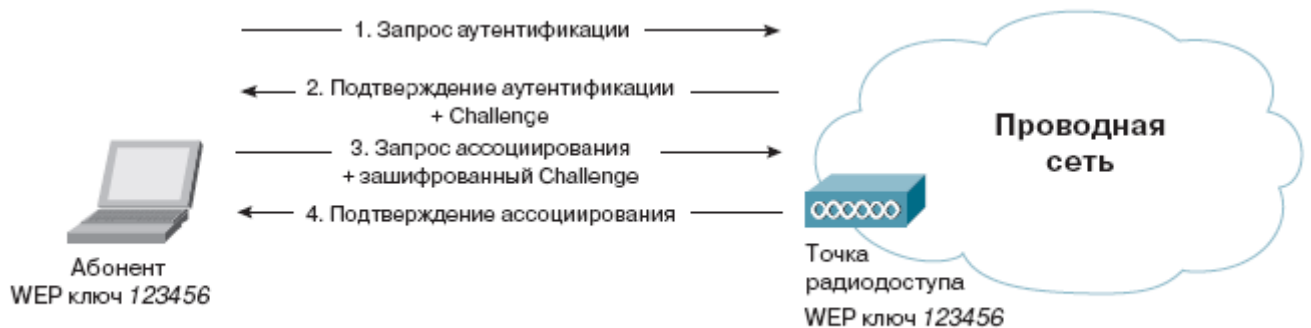 1. Запрос аутентификации
2. Подтверждение аутентификации
+ Challenge
3. Запрос ассоциирования
+ зашифрованный Challenge
4. Подтверждение ассоциирования
Проводная
сеть
Абонент
WEP ключ 123456
Точка
радиодоступа
WEP ключ 123456